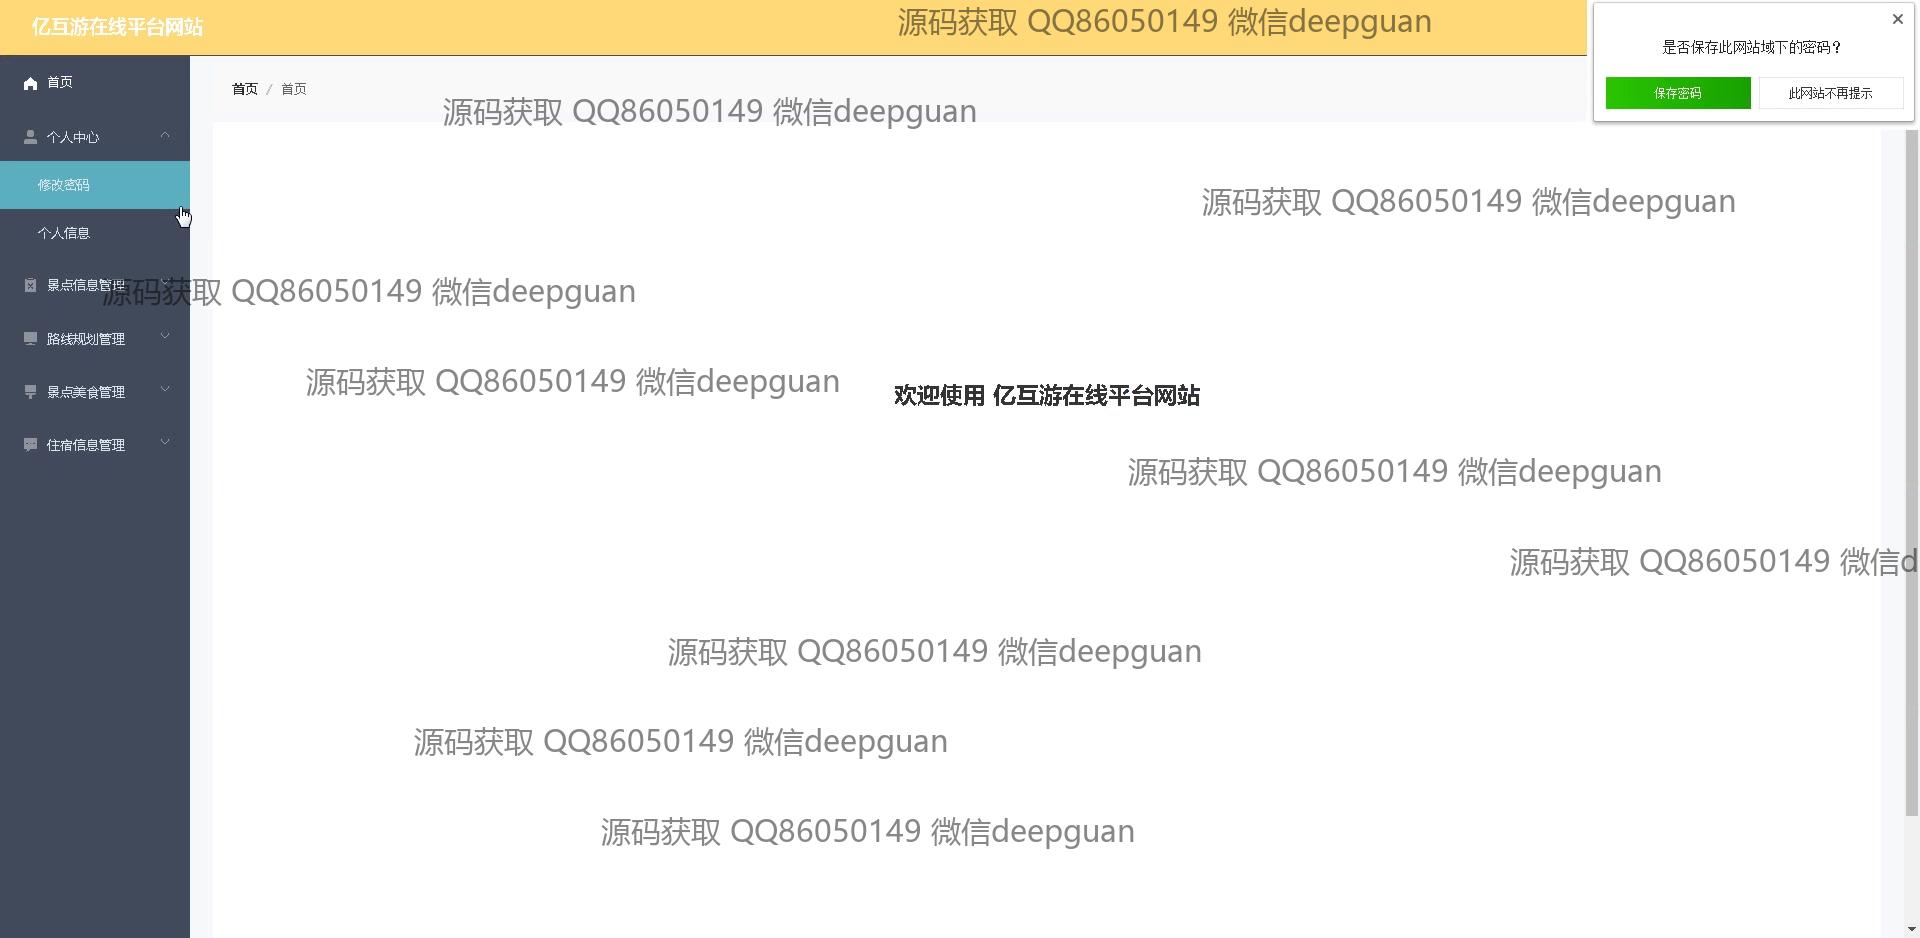 亿互游在线平台网站
源码获取 QQ86050149 微信deepguan
是否保存此网站域下的密码?
保存密码
此网站不再提示
首页
首页 / 首页
源码获取 QQ86050149 微信deepguan
个人中心
修改密码
源码获取 QQ86050149 微信deepguan
个人信息
景点信息管理
源码获取 QQ86050149 微信deepguan
路线规划管理
源码获取 QQ86050149 微信deepguan
欢迎使用 亿互游在线平台网站
景点美食管理
住宿信息管理
源码获取 QQ86050149 微信deepguan
源码获取 QQ86050149 微信d
源码获取 QQ86050149 微信deepguan
源码获取 QQ86050149 微信deepguan
源码获取 QQ86050149 微信deepguan